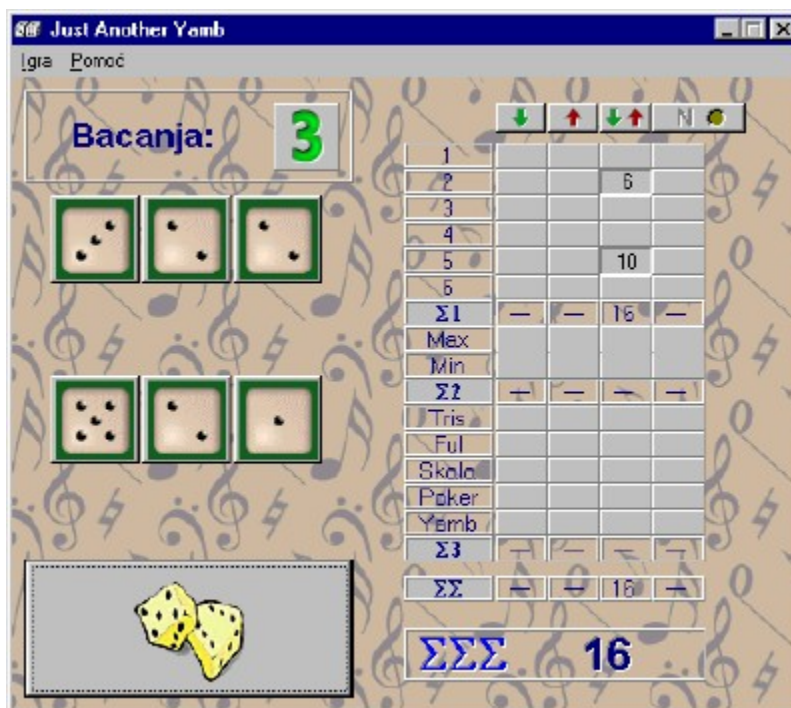 Just Another Yamb
Igra Pomoć
Bacanja: 3
N
1
2 6
3
4
5 10
6
Σ1 — — 16 —
Max
Min
Σ2 — — — —
Tris
Ful
Skala
Poker
Yamb
Σ3 — — — —
ΣΣ — — 16 —
ΣΣΣ 16